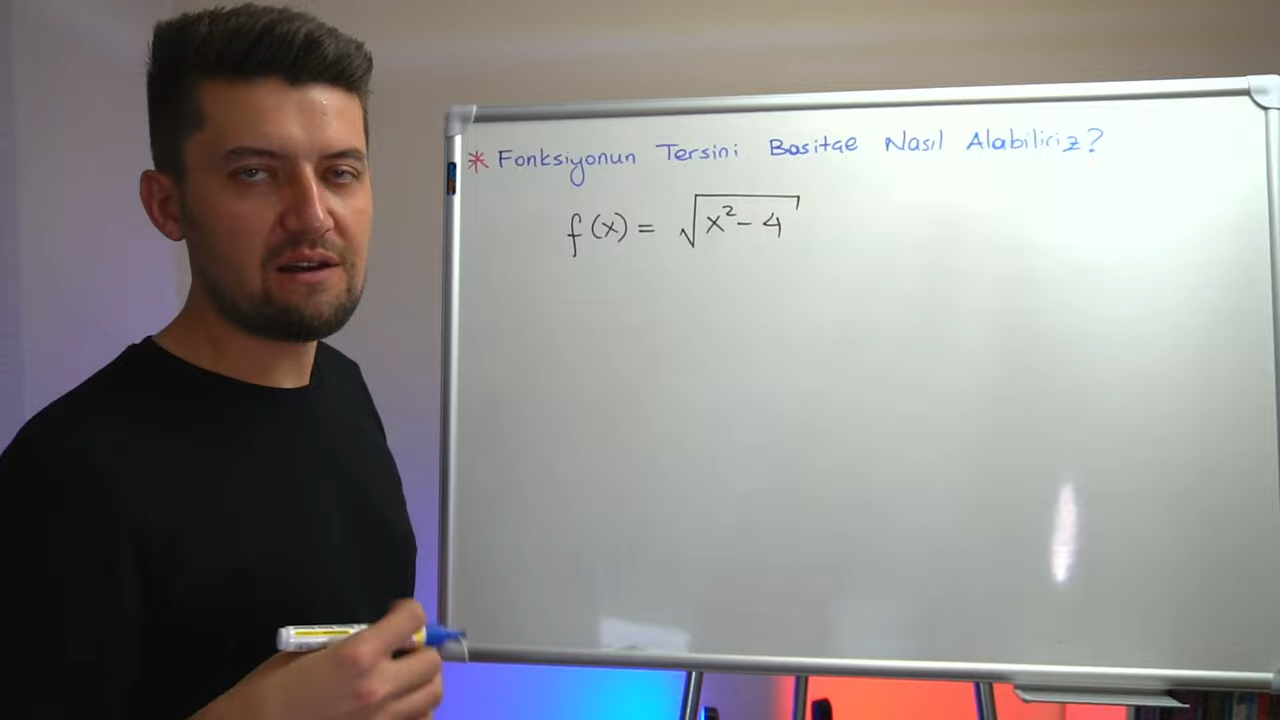 * Fonksiyonun Tersini Basitçe Nasıl Alabiliriz?
f(x) = √(x²-4)